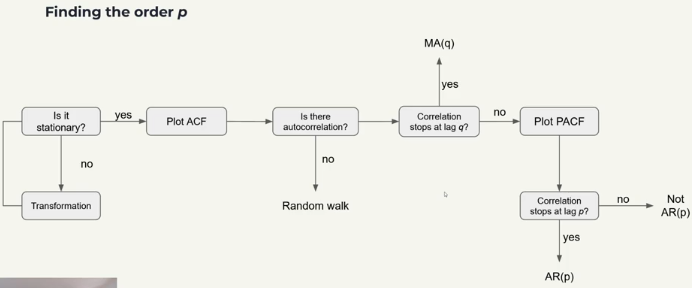 Finding the order p
MA(q)
yes
Is it
stationary?
yes
Plot ACF
Is there
autocorrelation?
Correlation
stops at lag q?
no
Plot PACF
no
no
Transformation
Random walk
Correlation
stops at lag p?
no
Not
AR(p)
yes
AR(p)